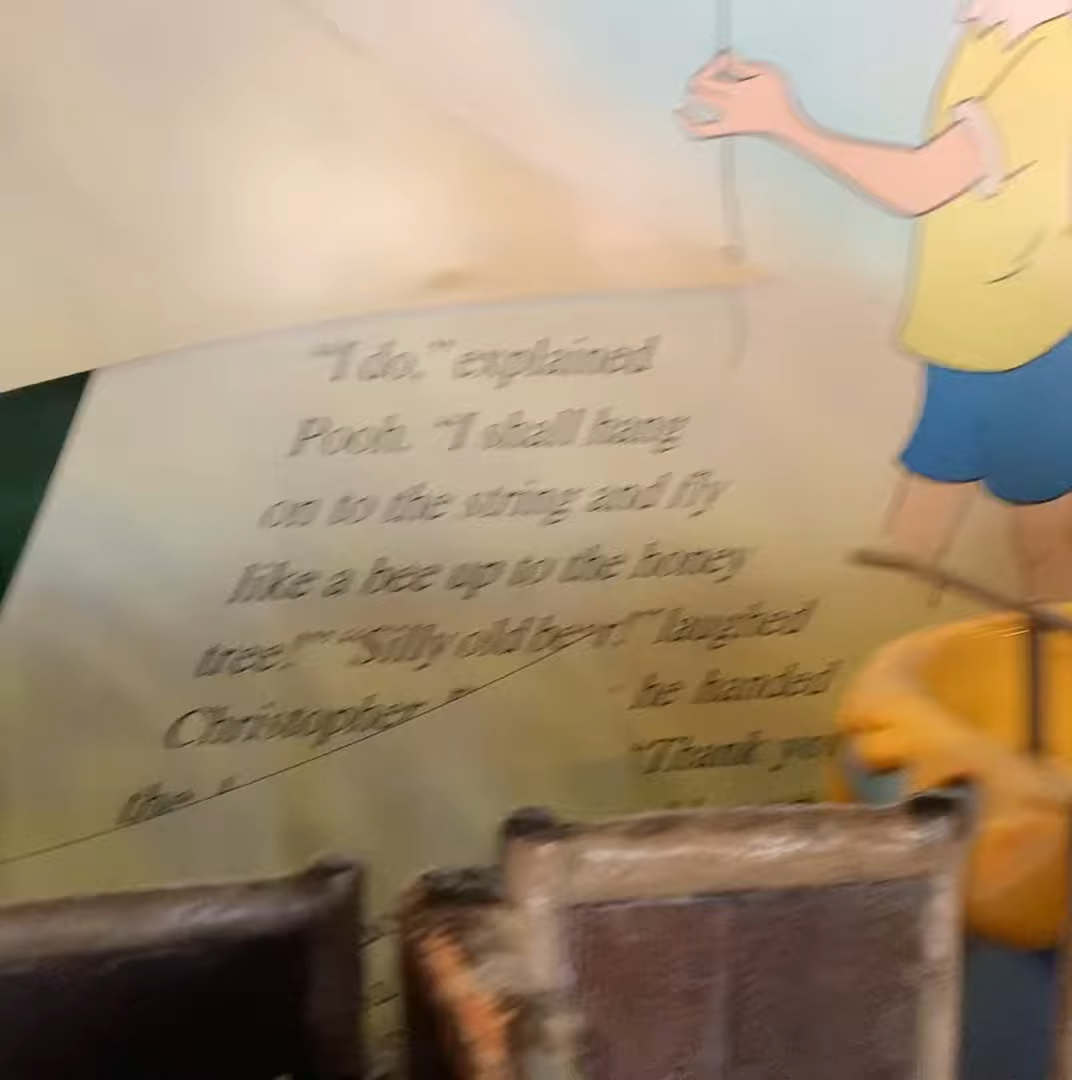 "I do," explained
Pooh. "I shall hang
on to the string and fly
like a bee up to the honey
tree!" "Silly old bear!" laughed
Christopher he handed
the "Thank you